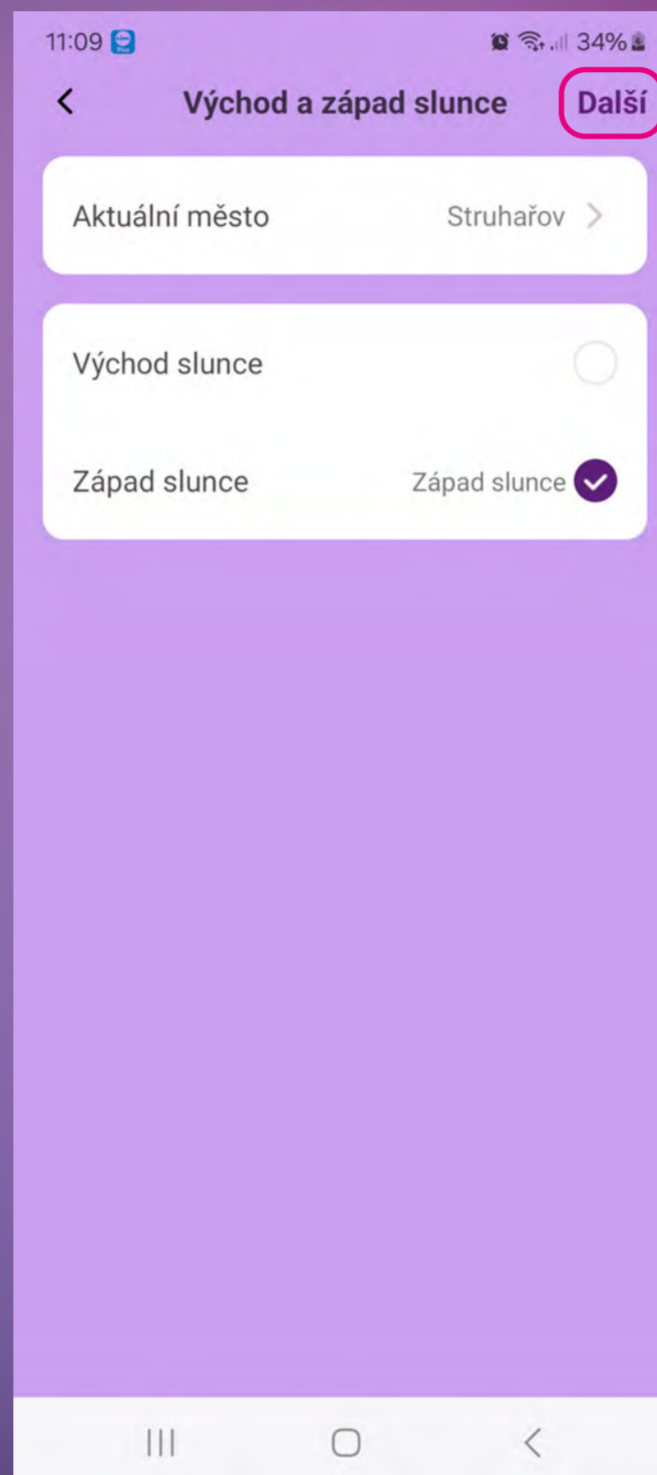 11:09
34%
Východ a západ slunce
Další
Aktuální město
Struhařov
Východ slunce
Západ slunce
Západ slunce